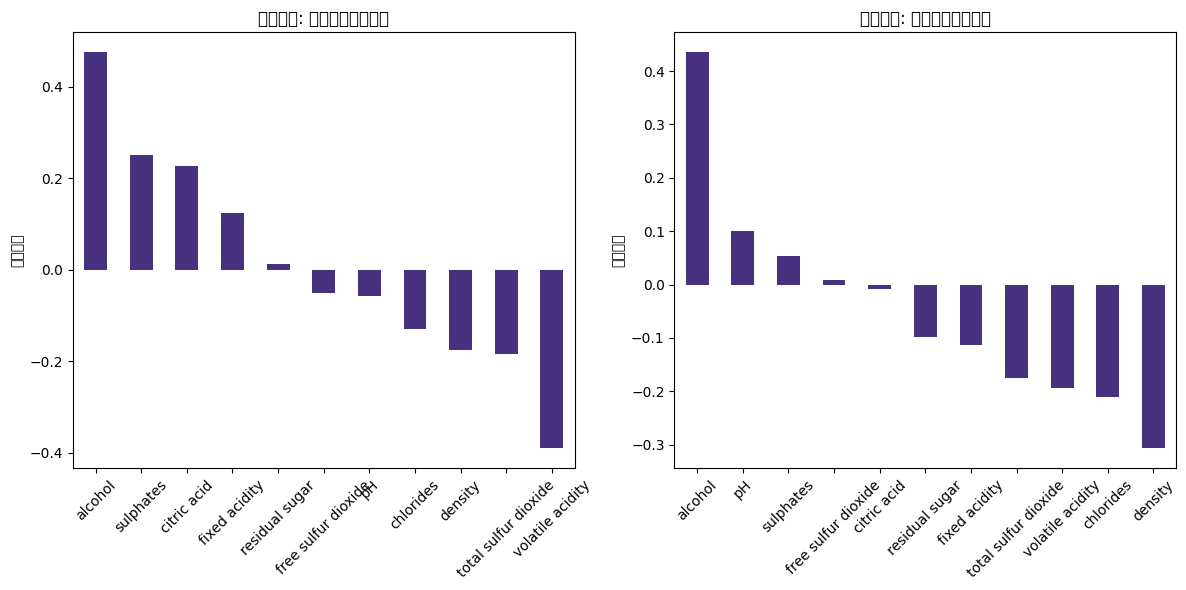 0.4
0.2
0.0
−0.2
−0.4
alcohol
sulphates
citric acid
fixed acidity
residual sugar
free sulfur dioxide
pH
chlorides
density
total sulfur dioxide
volatile acidity
0.4
0.3
0.2
0.1
0.0
−0.1
−0.2
−0.3
alcohol
pH
sulphates
free sulfur dioxide
citric acid
residual sugar
fixed acidity
total sulfur dioxide
volatile acidity
chlorides
density